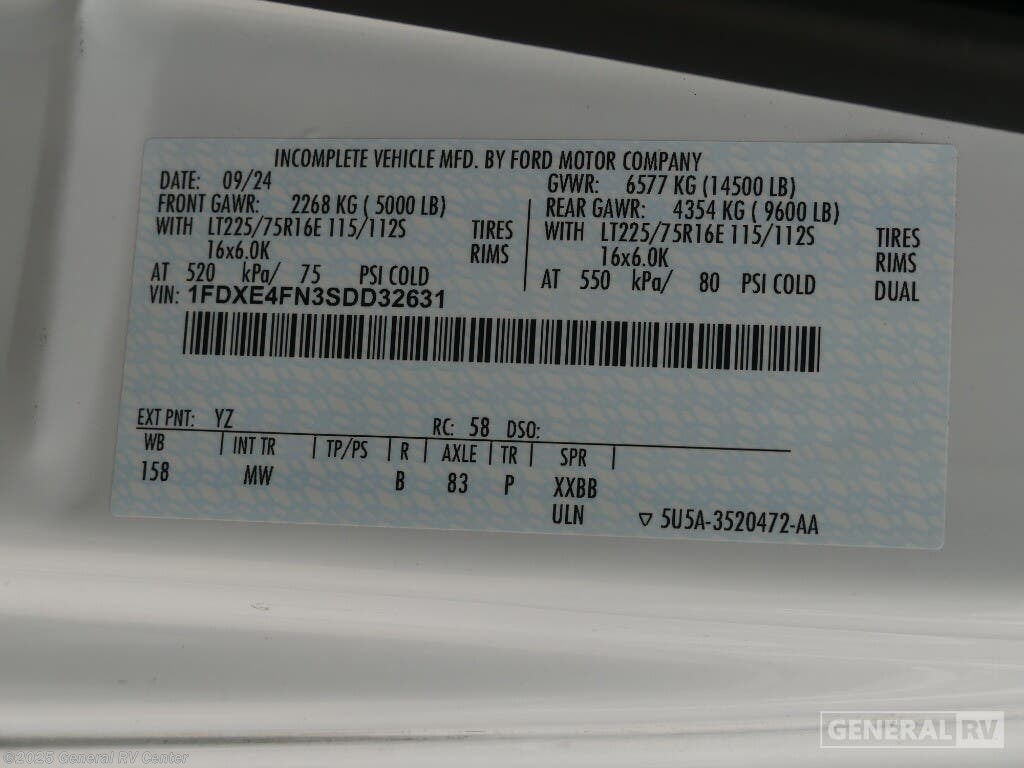 INCOMPLETE VEHICLE MFD. BY FORD MOTOR COMPANY
DATE: 09/24 GVWR: 6577 KG (14500 LB)
FRONT GAWR: 2268 KG ( 5000 LB) REAR GAWR: 4354 KG ( 9600 LB)
WITH LT225/75R16E 115/112S TIRES WITH LT225/75R16E 115/112S TIRES
16x6.0K RIMS 16x6.0K RIMS
AT 520 kPa/ 75 PSI COLD AT 550 kPa/ 80 PSI COLD DUAL
VIN: 1FDXE4FN3SDD32631
EXT PNT: YZ RC: 58 DSO:
WB INT TR TP/PS R AXLE TR SPR
158 MW B 83 P XXBB
ULN ▽ 5U5A-3520472-AA
GENERAL RV
©2025 General RV Center